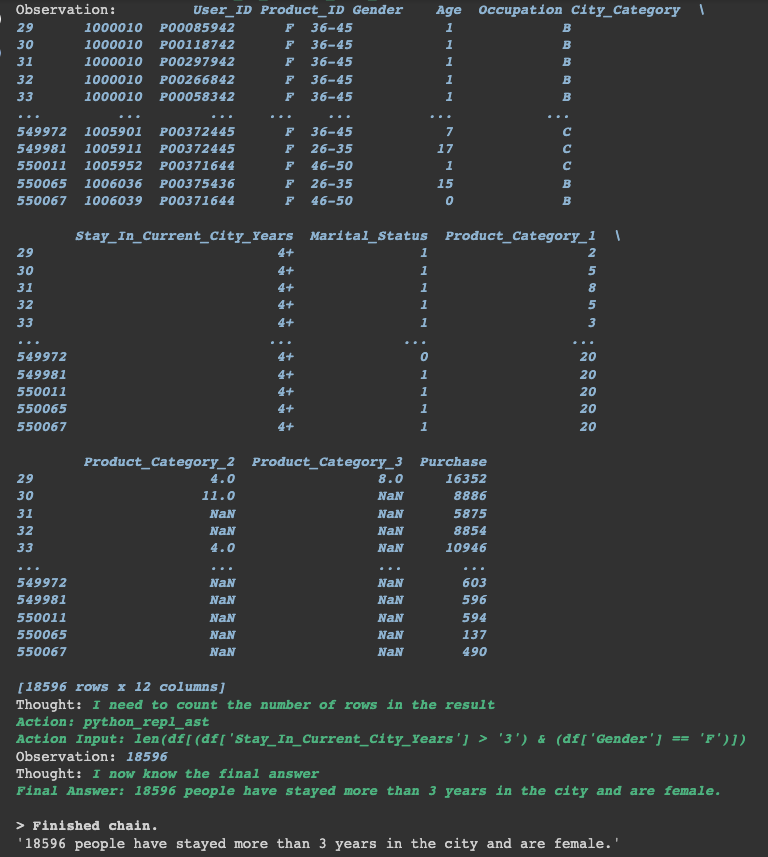 Observation:         User_ID Product_ID Gender    Age  Occupation City_Category  \
29      1000010  P00085942      F  36-45           1             B
30      1000010  P00118742      F  36-45           1             B
31      1000010  P00297942      F  36-45           1             B
32      1000010  P00266842      F  36-45           1             B
33      1000010  P00058342      F  36-45           1             B
...         ...        ...    ...    ...         ...           ...
549972  1005901  P00372445      F  36-45           7             C
549981  1005911  P00372445      F  26-35          17             C
550011  1005952  P00371644      F  46-50           1             C
550065  1006036  P00375436      F  26-35          15             B
550067  1006039  P00371644      F  46-50           0             B
       Stay_In_Current_City_Years  Marital_Status  Product_Category_1  \
29                             4+               1                   2
30                             4+               1                   5
31                             4+               1                   8
32                             4+               1                   5
33                             4+               1                   3
...                           ...             ...                 ...
549972                         4+               0                  20
549981                         4+               1                  20
550011                         4+               1                  20
550065                         4+               1                  20
550067                         4+               1                  20
        Product_Category_2  Product_Category_3  Purchase
29                     4.0                 8.0     16352
30                    11.0                 NaN      8886
31                     NaN                 NaN      5875
32                     NaN                 NaN      8854
33                     4.0                 NaN     10946
...                    ...                 ...       ...
549972                 NaN                 NaN       603
549981                 NaN                 NaN       596
550011                 NaN                 NaN       594
550065                 NaN                 NaN       137
550067                 NaN                 NaN       490
[18596 rows x 12 columns]
Thought: I need to count the number of rows in the result
Action: python_repl_ast
Action Input: len(df[(df['Stay_In_Current_City_Years'] > '3') & (df['Gender'] == 'F')])
Observation: 18596
Thought: I now know the final answer
Final Answer: 18596 people have stayed more than 3 years in the city and are female.
> Finished chain.
'18596 people have stayed more than 3 years in the city and are female.'